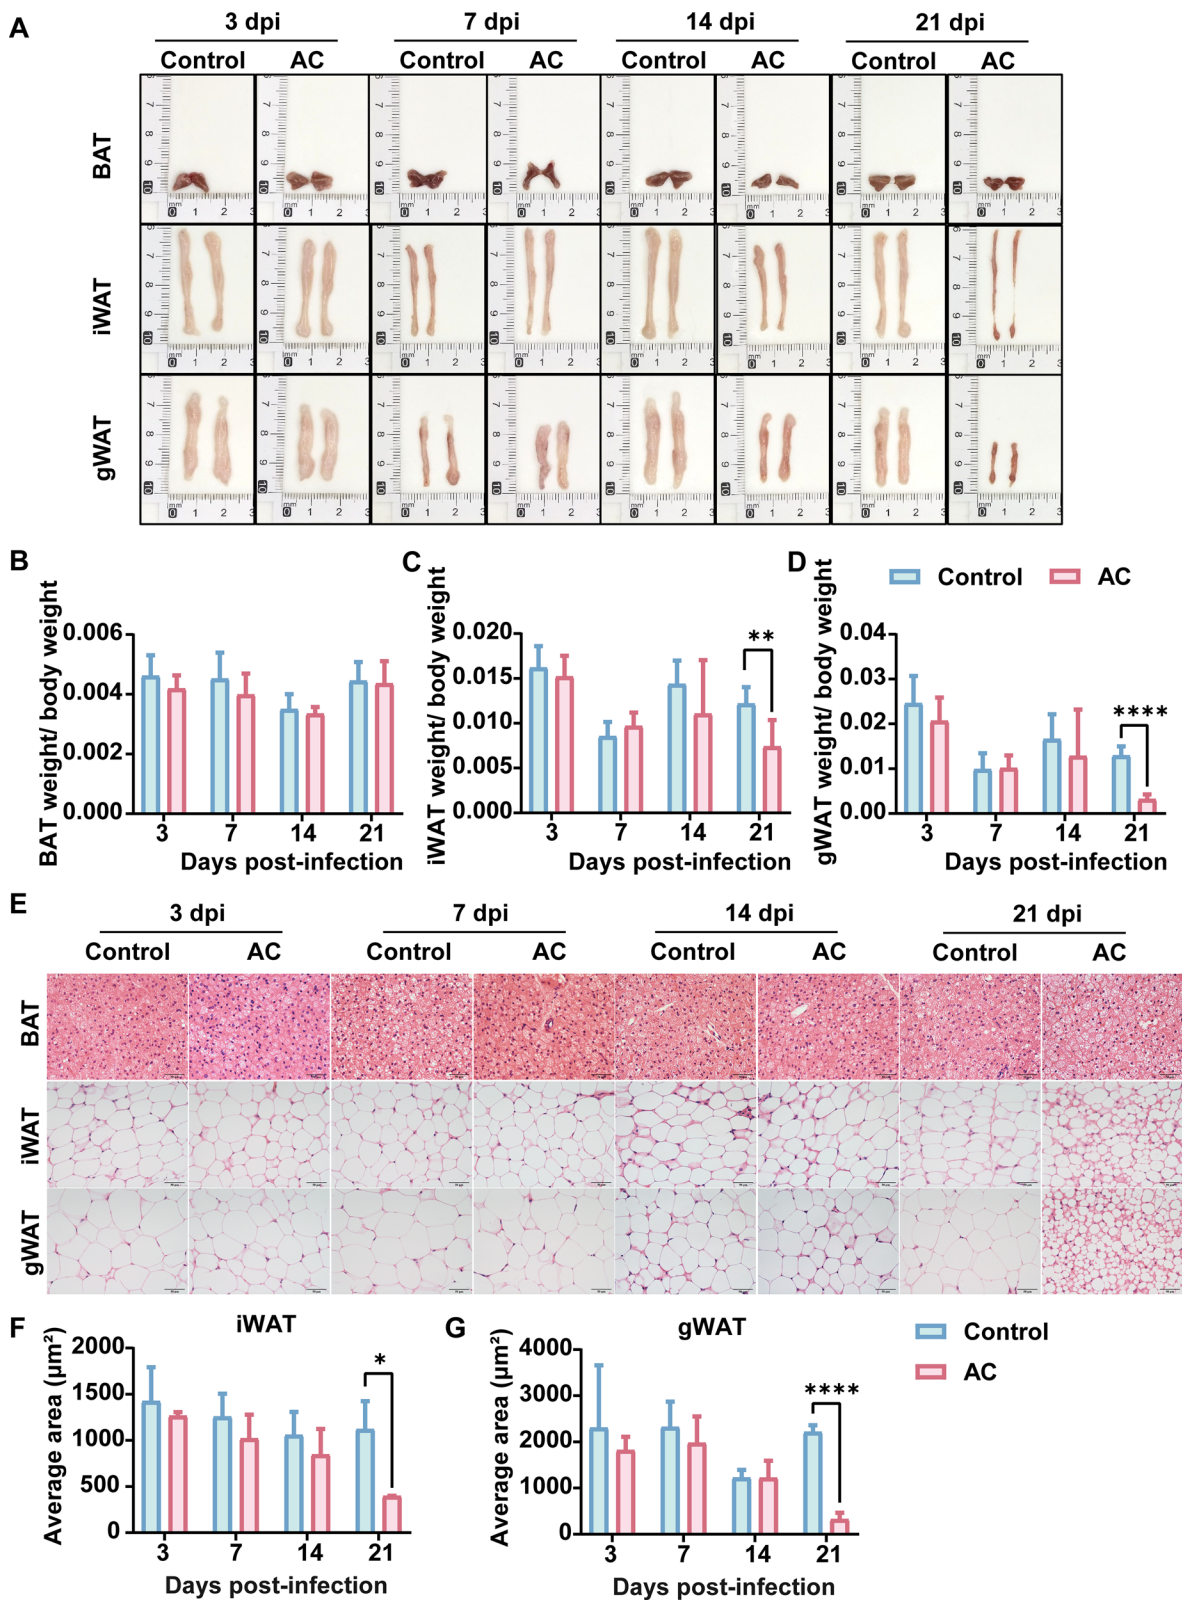 A
3 dpi 7 dpi 14 dpi 21 dpi
Control AC Control AC Control AC Control AC
BAT
iWAT
gWAT
B
BAT weight/ body weight
0.006
0.004
0.002
0.000
3 7 14 21
Days post-infection
C
iWAT weight/ body weight
0.020
0.015
0.010
0.005
0.000
**
3 7 14 21
Days post-infection
D
Control AC
gWAT weight/ body weight
0.04
0.03
0.02
0.01
0.00
****
3 7 14 21
Days post-infection
E
3 dpi 7 dpi 14 dpi 21 dpi
Control AC Control AC Control AC Control AC
BAT
iWAT
gWAT
F
iWAT
Average area (μm²)
2000
1500
1000
500
0
*
3 7 14 21
Days post-infection
G
gWAT
Average area (μm²)
4000
3000
2000
1000
0
****
3 7 14 21
Days post-infection
Control
AC